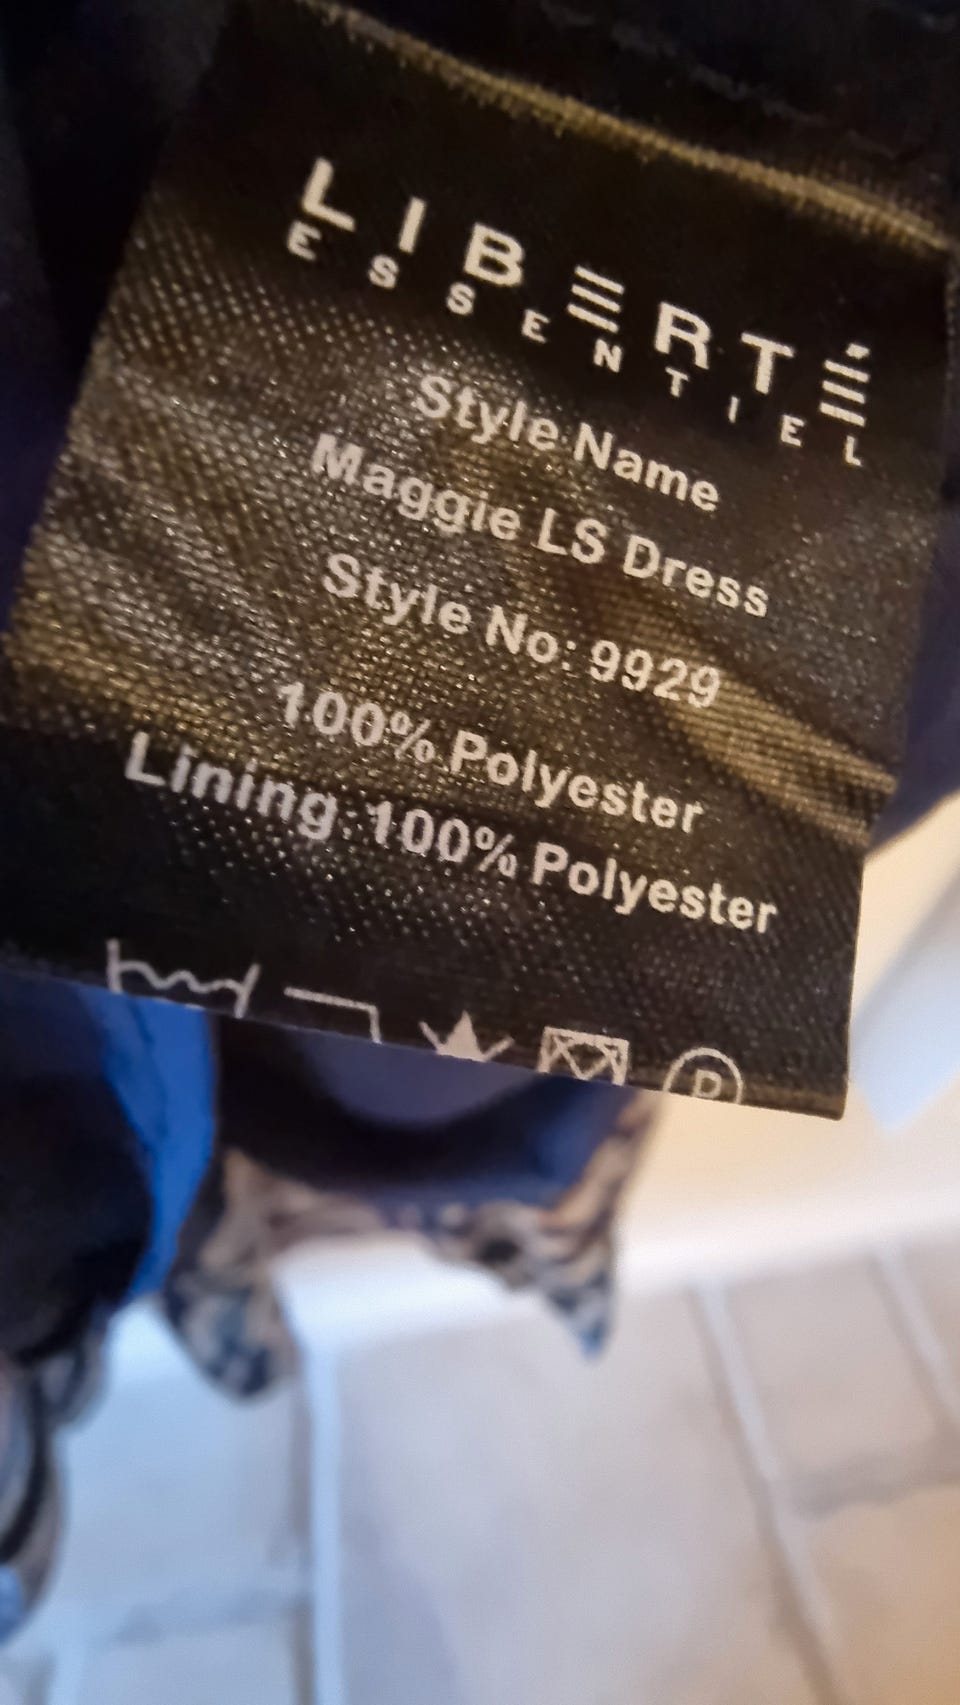 LIBERTÉ
ESSENTIEL
Style Name
Maggie LS Dress
Style No: 9929
100% Polyester
Lining: 100% Polyester
P